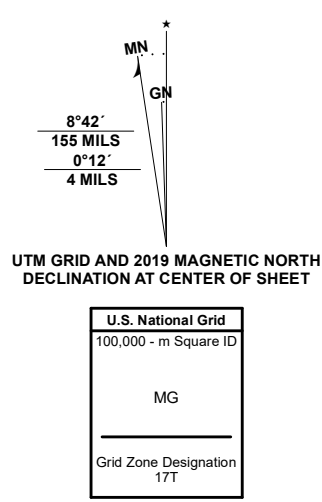 ★
MN
GN
8°42´
155 MILS
0°12´
4 MILS
UTM GRID AND 2019 MAGNETIC NORTH
DECLINATION AT CENTER OF SHEET
U.S. National Grid
100,000 - m Square ID
MG
Grid Zone Designation
17T